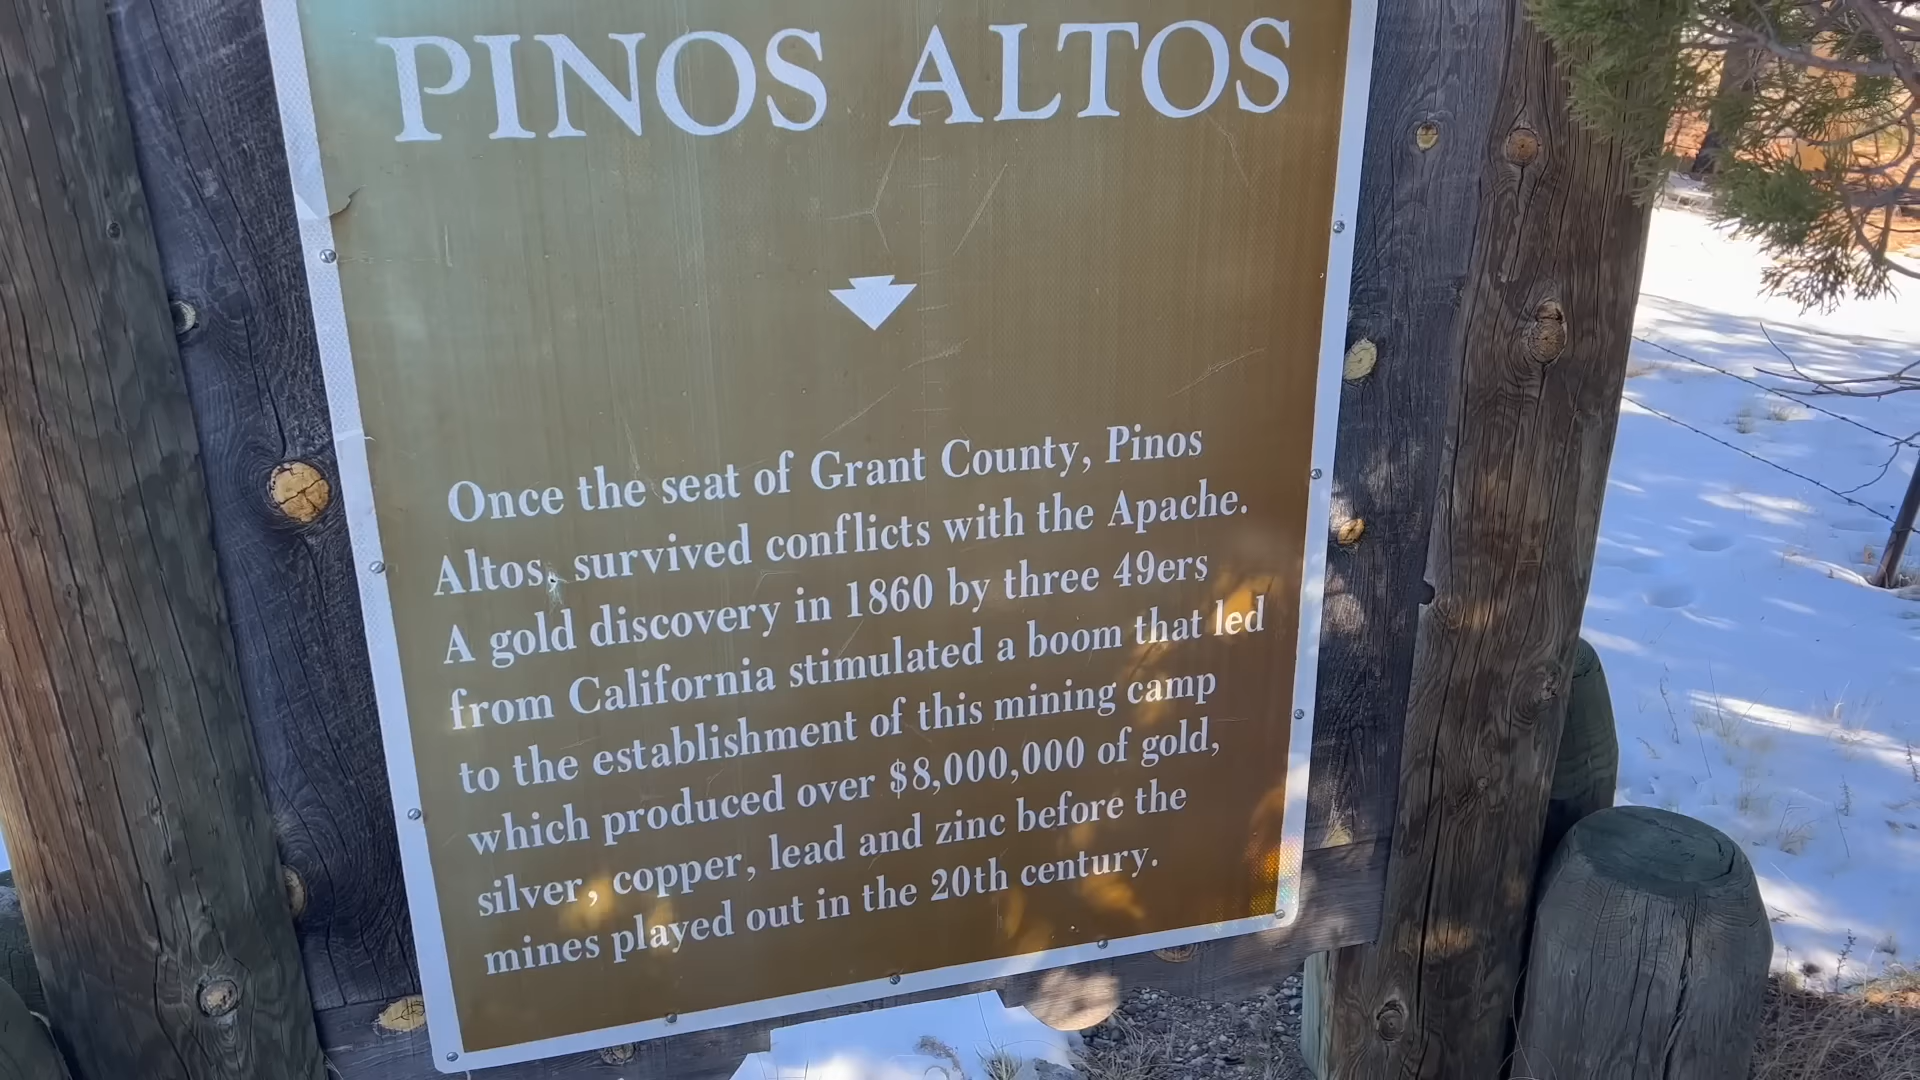 PINOS ALTOS
Once the seat of Grant County, Pinos
Altos, survived conflicts with the Apache.
A gold discovery in 1860 by three 49ers
from California stimulated a boom that led
to the establishment of this mining camp
which produced over $8,000,000 of gold,
silver, copper, lead and zinc before the
mines played out in the 20th century.